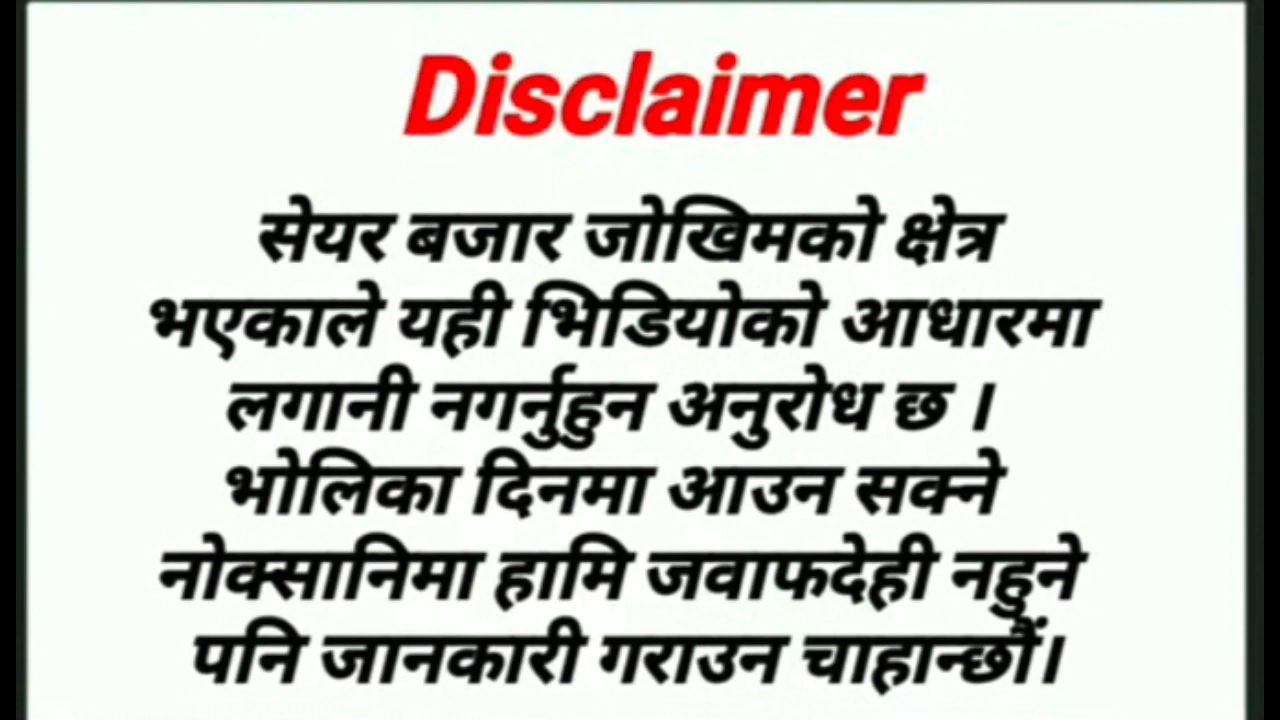 Disclaimer
सेयर बजार जोखिमको क्षेत्र
भएकाले यही भिडियोको आधारमा
लगानी नगर्नुहुन अनुरोध छ ।
भोलिका दिनमा आउन सक्ने
नोक्सानिमा हामि जवाफदेही नहुने
पनि जानकारी गराउन चाहान्छौं।